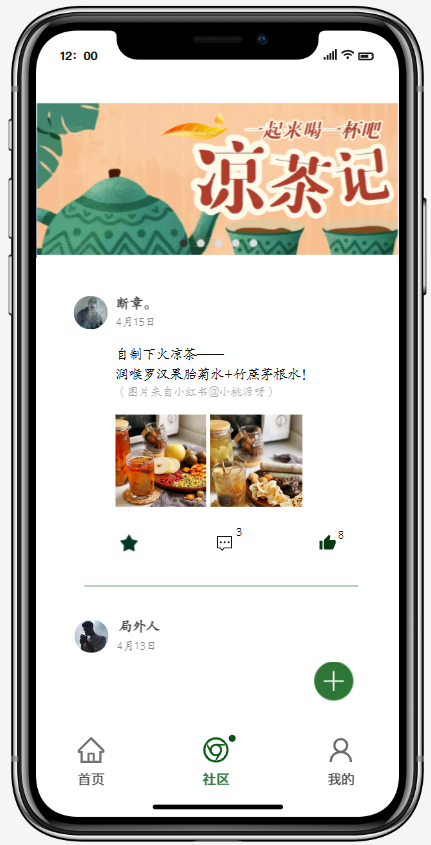 12：00
一起来喝一杯吧
凉茶记
断章。
4月15日
自制下火凉茶——
润喉罗汉果胎菊水+竹蔗茅根水！
（图片来自小红书@小桃源呀）
3
8
局外人
4月13日
首页
社区
我的